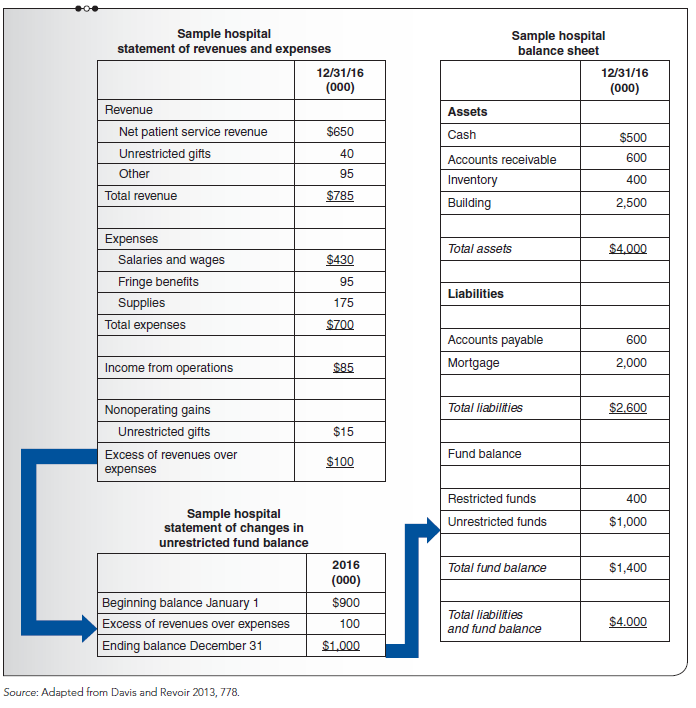 Sample hospital
statement of revenues and expenses
12/31/16
(000)
Revenue
Net patient service revenue $650
Unrestricted gifts 40
Other 95
Total revenue $785
Expenses
Salaries and wages $430
Fringe benefits 95
Supplies 175
Total expenses $700
Income from operations $85
Nonoperating gains
Unrestricted gifts $15
Excess of revenues over
expenses $100
Sample hospital
statement of changes in
unrestricted fund balance
2016
(000)
Beginning balance January 1 $900
Excess of revenues over expenses 100
Ending balance December 31 $1,000
Sample hospital
balance sheet
12/31/16
(000)
Assets
Cash $500
Accounts receivable 600
Inventory 400
Building 2,500
Total assets $4,000
Liabilities
Accounts payable 600
Mortgage 2,000
Total liabilities $2,600
Fund balance
Restricted funds 400
Unrestricted funds $1,000
Total fund balance $1,400
Total liabilities
and fund balance $4.000
Source: Adapted from Davis and Revoir 2013, 778.